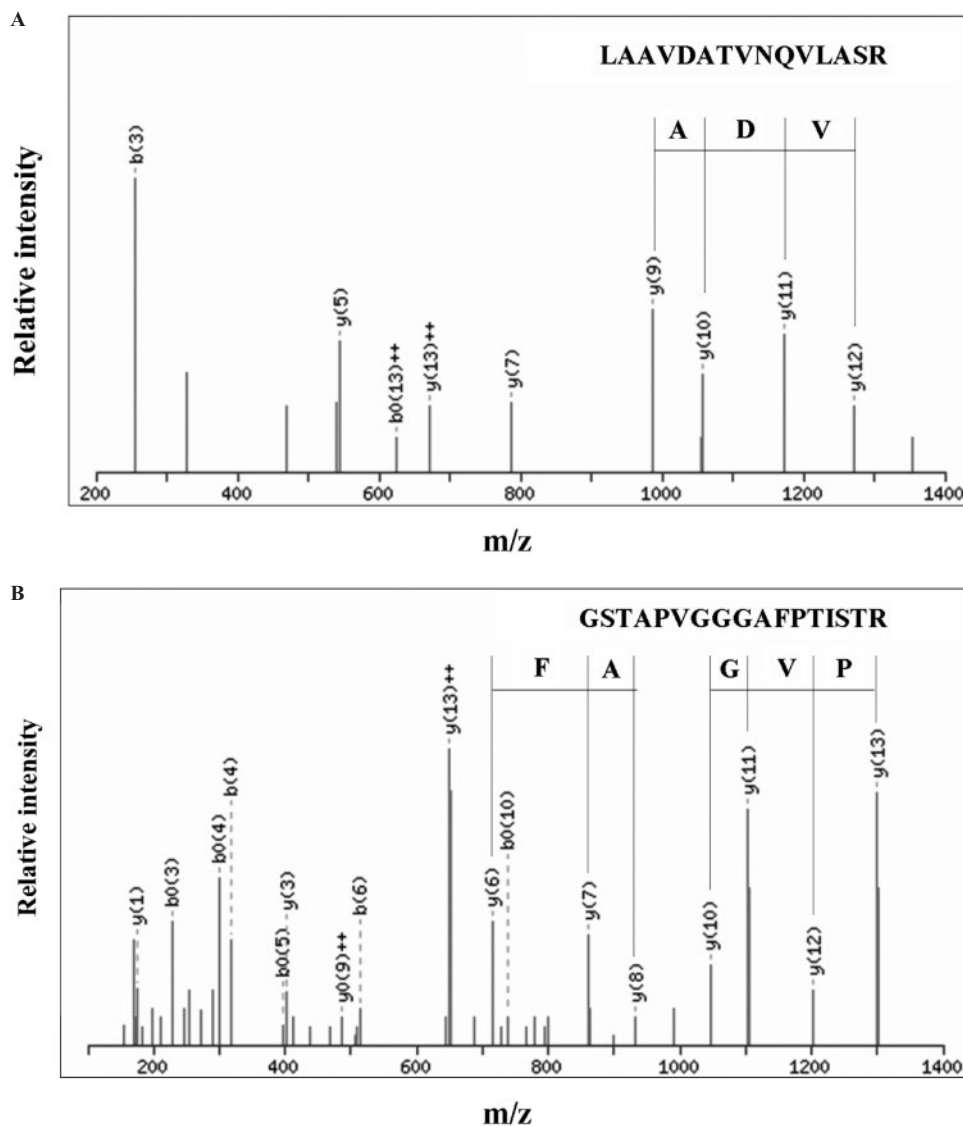 A
LAAVDATVNQVLASR
A D V
b(3)
y(5)
b0(13)++
y(13)++
y(7)
y(9)
y(10)
y(11)
y(12)
Relative intensity
200 400 600 800 1000 1200 1400
m/z
B
GSTAPVGGGAFPTISTR
F A G V P
y(1)
b0(3)
b0(4)
b(4)
b0(5)
y(3)
y0(9)++
b(6)
y(13)++
y(6)
b0(10)
y(7)
y(8)
y(10)
y(11)
y(12)
y(13)
Relative intensity
200 400 600 800 1000 1200 1400
m/z